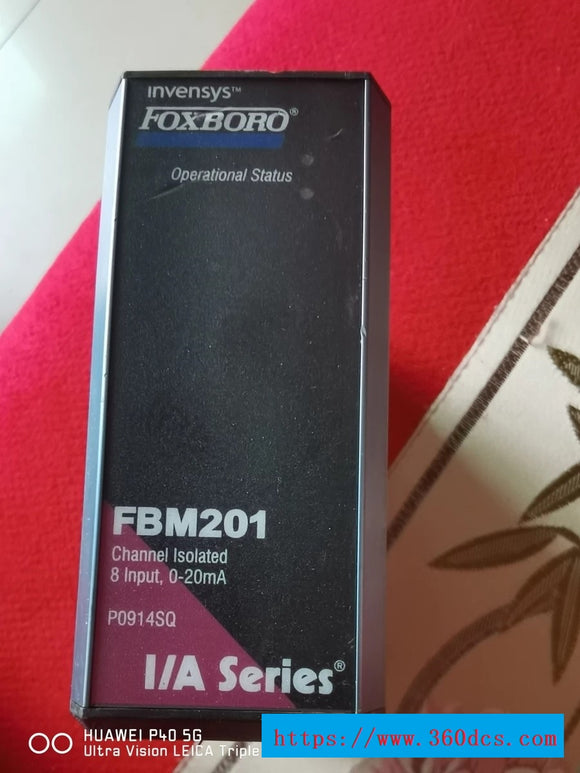 invensys™
FOXBORO®
Operational Status
FBM201
Channel Isolated
8 Input, 0-20mA
P0914SQ
I/A Series®
HUAWEI P40 5G
Ultra Vision LEICA Triple
https://www.360dcs.com